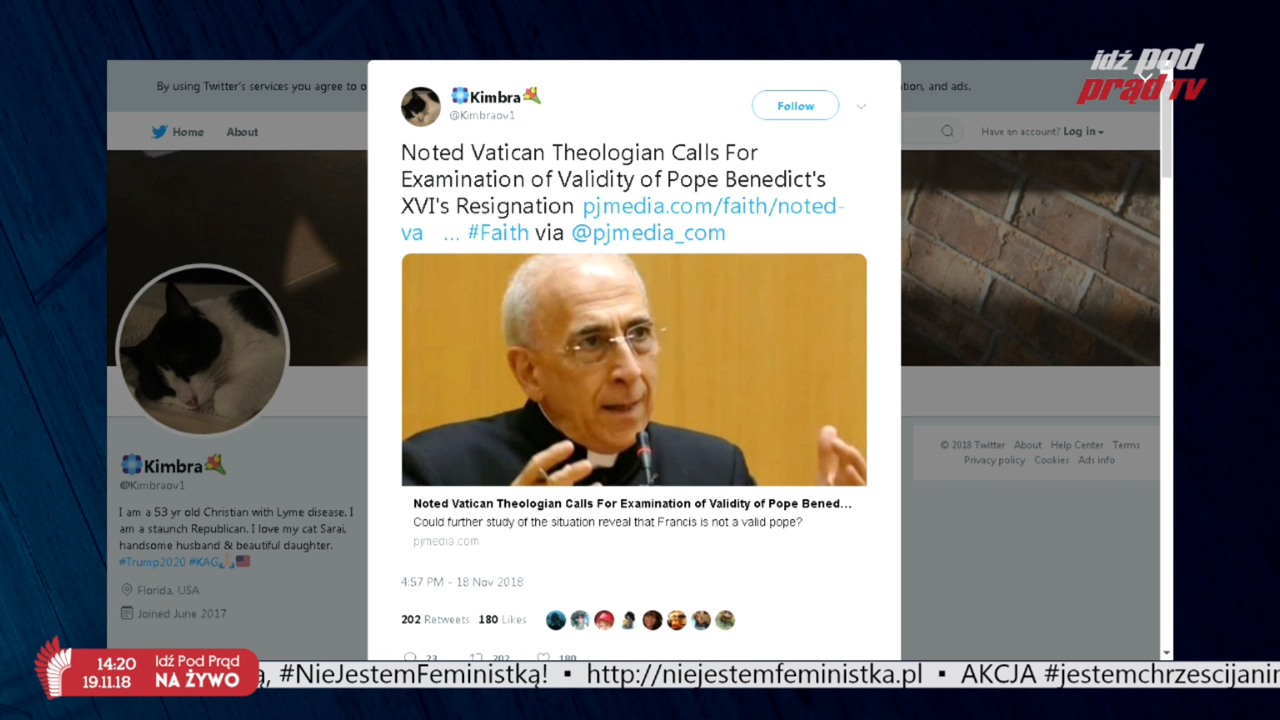 idź pod
prąd TV
By using Twitter's services you agree to o
tion, and ads.
Home About
Have an account? Log in
Kimbra
@Kimbraov1
Follow
Noted Vatican Theologian Calls For
Examination of Validity of Pope Benedict's
XVI's Resignation pjmedia.com/faith/noted-
va ... #Faith via @pjmedia_com
Noted Vatican Theologian Calls For Examination of Validity of Pope Bened...
Could further study of the situation reveal that Francis is not a valid pope?
pjmedia.com
4:57 PM - 18 Nov 2018
202 Retweets 180 Likes
23 202 180
Kimbra
@Kimbraov1
I am a 53 yr old Christian with Lyme disease. I
am a staunch Republican. I love my cat Sarai,
handsome husband & beautiful daughter.
#Trump2020 #KAG
Florida, USA
Joined June 2017
© 2018 Twitter About Help Center Terms
Privacy policy Cookies Ads info
14:20
19.11.18
Idź Pod Prąd
NA ŻYWO
ą, #NieJestemFeministką! ▪ http://niejestemfeministka.pl ▪ AKCJA #jestemchrzescijanin